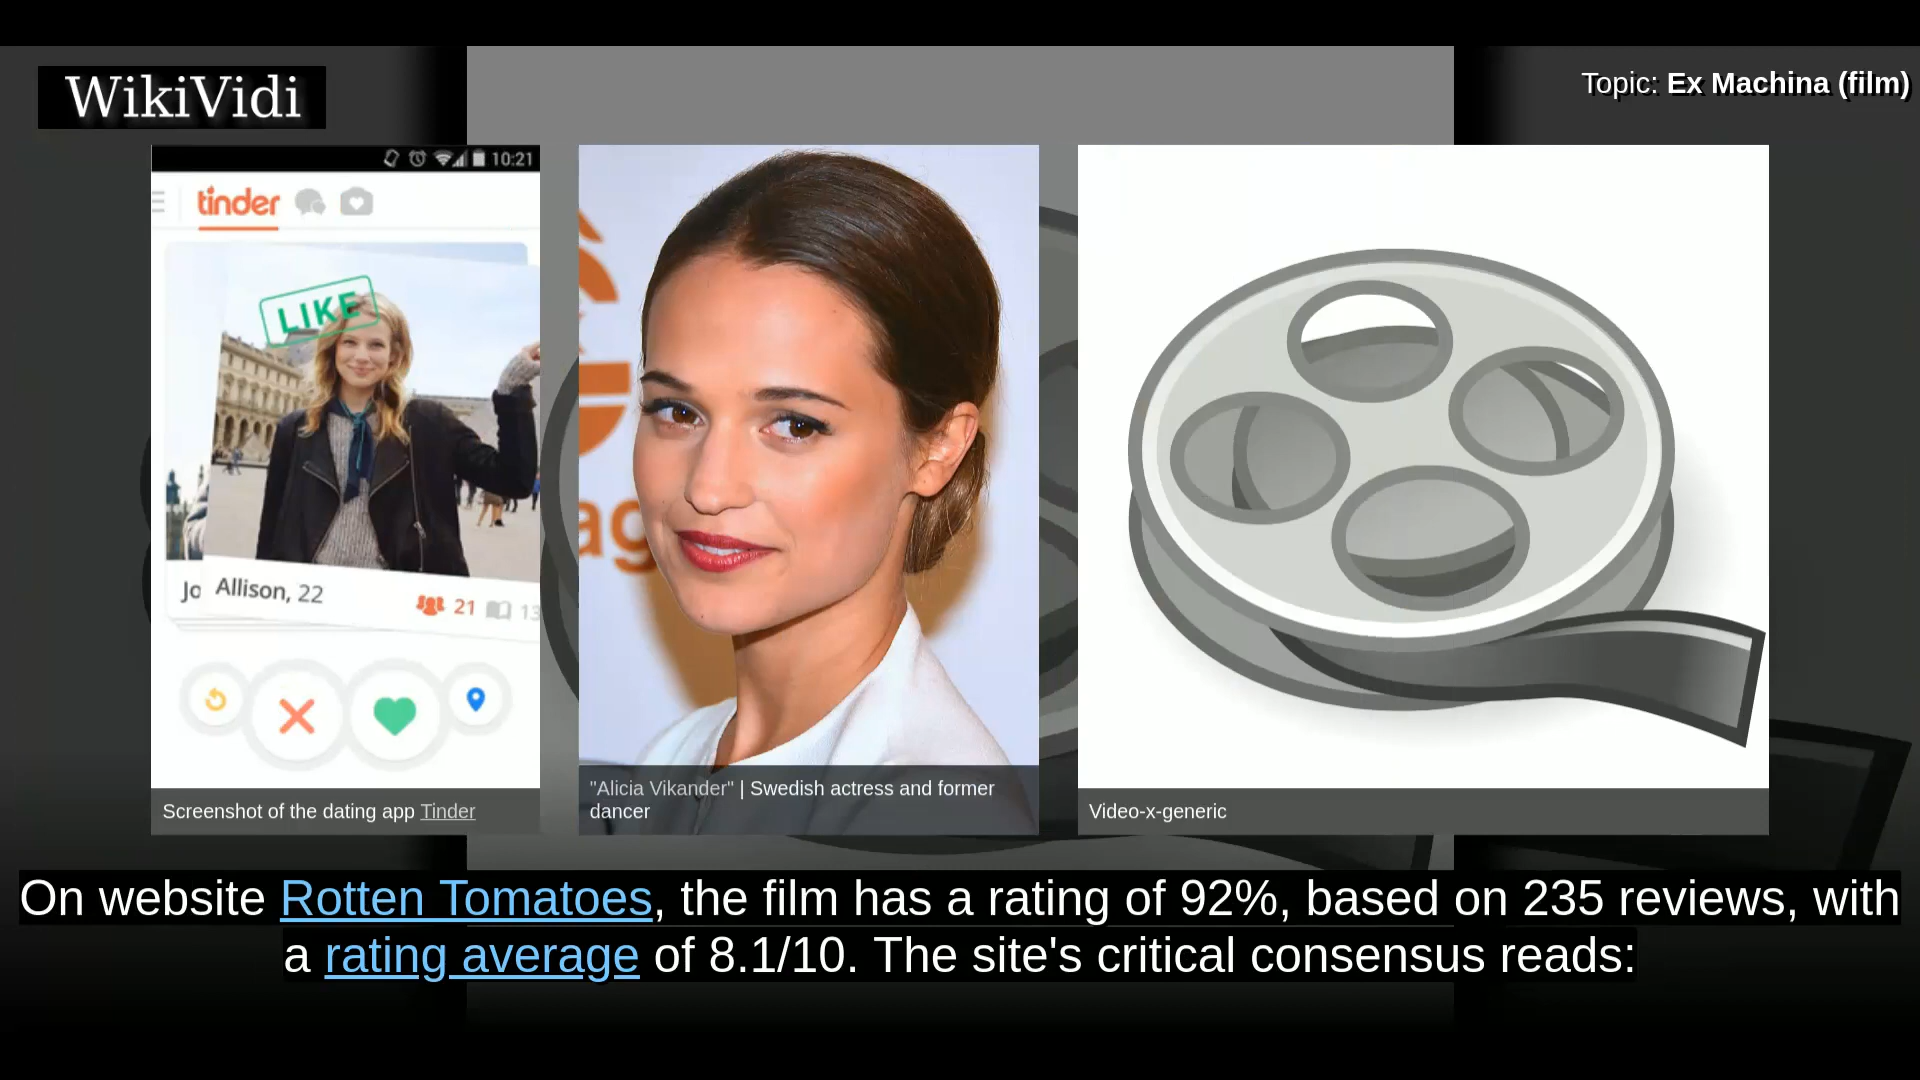 WikiVidi
Topic: Ex Machina (film)
10:21
tinder
LIKE
Jo
Allison, 22
21
13
Screenshot of the dating app Tinder
ag
"Alicia Vikander" | Swedish actress and former
dancer
Video-x-generic
On website Rotten Tomatoes, the film has a rating of 92%, based on 235 reviews, with
a rating average of 8.1/10. The site's critical consensus reads: